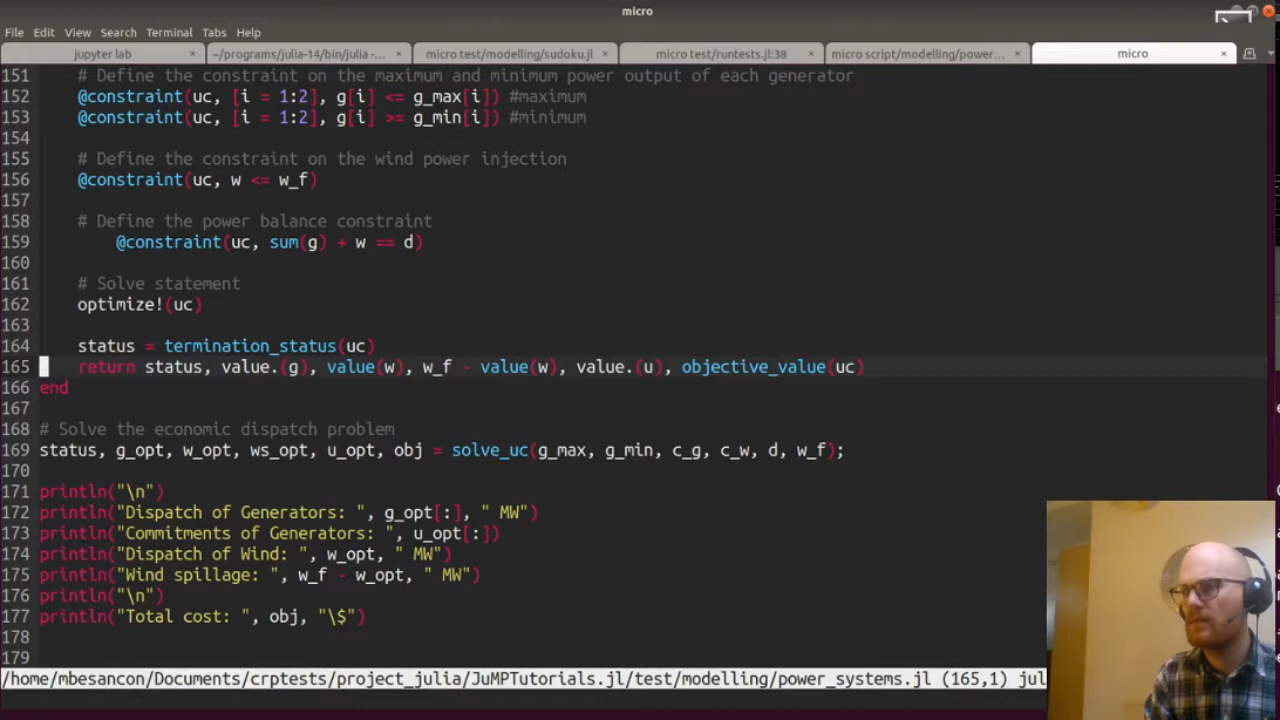 micro
File Edit View Search Terminal Tabs Help
jupyter lab × ~/programs/julia-14/bin/julia -... × micro test/modelling/sudoku.jl × micro test/runtests.jl:38 × micro script/modelling/power... × micro ×
151 # Define the constraint on the maximum and minimum power output of each generator
152 @constraint(uc, [i = 1:2], g[i] <= g_max[i]) #maximum
153 @constraint(uc, [i = 1:2], g[i] >= g_min[i]) #minimum
154
155 # Define the constraint on the wind power injection
156 @constraint(uc, w <= w_f)
157
158 # Define the power balance constraint
159 @constraint(uc, sum(g) + w == d)
160
161 # Solve statement
162 optimize!(uc)
163
164 status = termination_status(uc)
165 return status, value.(g), value(w), w_f - value(w), value.(u), objective_value(uc)
166 end
167
168 # Solve the economic dispatch problem
169 status, g_opt, w_opt, ws_opt, u_opt, obj = solve_uc(g_max, g_min, c_g, c_w, d, w_f);
170
171 println("\n")
172 println("Dispatch of Generators: ", g_opt[:], " MW")
173 println("Commitments of Generators: ", u_opt[:])
174 println("Dispatch of Wind: ", w_opt, " MW")
175 println("Wind spillage: ", w_f - w_opt, " MW")
176 println("\n")
177 println("Total cost: ", obj, "\$")
178
179
/home/mbesancon/Documents/crptests/project_julia/JuMPTutorials.jl/test/modelling/power_systems.jl (165,1) jul